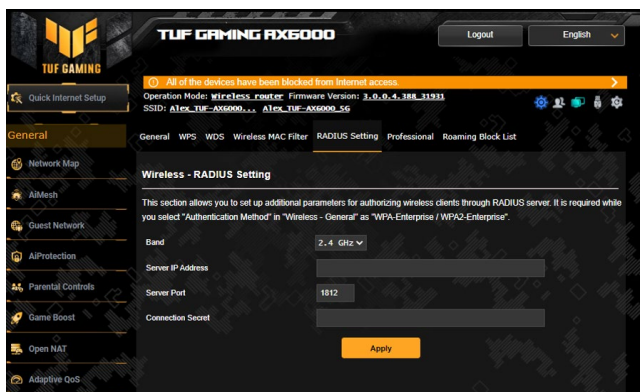 TUF GAMING
TUF GAMING AX6000
Logout
English
All of the devices have been blocked from Internet access.
Quick Internet Setup
Operation Mode: Wireless router Firmware Version: 3.0.0.4.388_31931
SSID: Alex_TUF-AX6000... Alex_TUF-AX6000_5G
General
General WPS WDS Wireless MAC Filter RADIUS Setting Professional Roaming Block List
Network Map
AiMesh
Guest Network
AiProtection
Parental Controls
Game Boost
Open NAT
Adaptive QoS
Wireless - RADIUS Setting
This section allows you to set up additional parameters for authorizing wireless clients through RADIUS server. It is required while
you select "Authentication Method" in "Wireless - General" as "WPA-Enterprise / WPA2-Enterprise".
Band 2.4 GHz
Server IP Address
Server Port 1812
Connection Secret
Apply